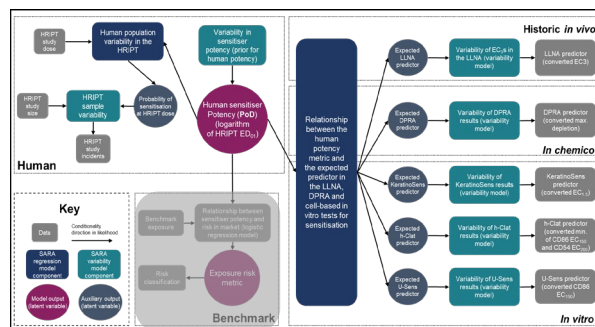 HRIPT
study
dose
Human population
variability in the
HRIPT
Variability in
sensitiser
potency (prior for
human potency)
HRIPT
study
size
HRIPT
sample
variability
Probability of
sensitisation
at HRIPT dose
HRIPT
study
incidents
Human sensitiser
Potency (PoD)
(logarithm
of HRIPT ED01)
Human
Key
Data
Conditionality,
direction in likelihood
SARA
regression
model
component
SARA
variability
model
component
Model output
(latent variable)
Auxiliary output
(latent variable)
Benchmark
exposure
Relationship between
sensitiser potency and
risk in market (logistic
regression model)
Risk
classification
Exposure risk
metric
Benchmark
Relationship
between the
human
potency
metric and
the expected
predictor in
the LLNA,
DPRA and
cell-based in
vitro tests for
sensitisation
Historic in vivo
Expected
LLNA
predictor
Variability of EC3s in
the LLNA (variability
model)
LLNA
predictor
(converted EC3)
Expected
DPRA
predictor
Variability of DPRA
results (variability
model)
DPRA
predictor
(converted max.
depletion)
In chemico
Expected
KeratinoSens
predictor
Variability of
KeratinoSens results
(variability model)
KeratinoSens
predictor
(converted EC1.5)
Expected
h-Clat
predictor
Variability of h-Clat
results (variability
model)
h-Clat predictor
(converted min.
of CD86 EC150
and CD54 EC200)
Expected
U-Sens
predictor
Variability of U-Sens
results (variability
model)
U-Sens predictor
(converted CD86
EC150)
In vitro